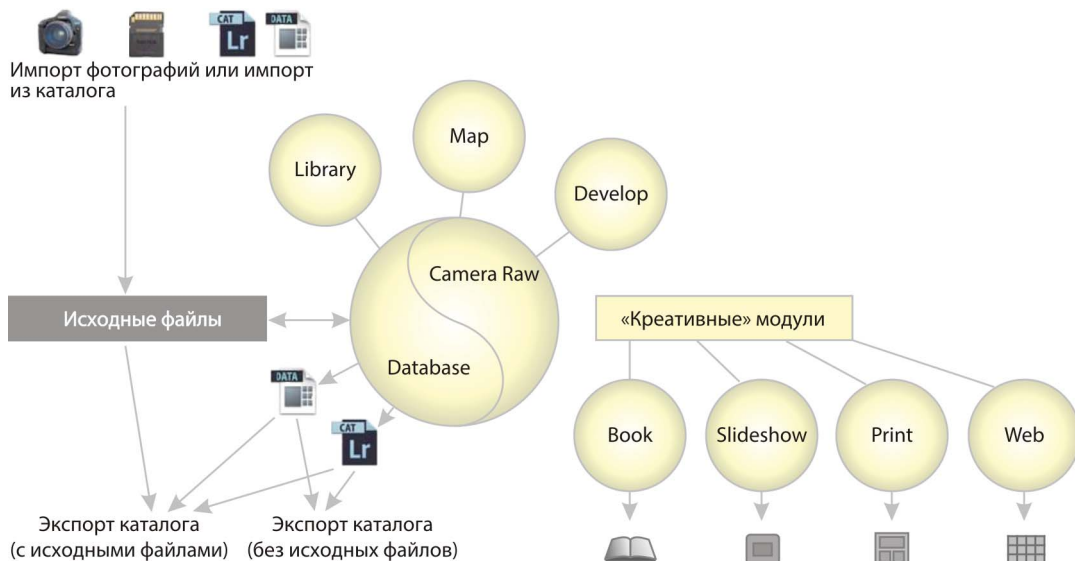 CAT
DATA
Lr
Импорт фотографий или импорт
из каталога
Library
Map
Develop
Camera Raw
Database
Исходные файлы
«Креативные» модули
DATA
CAT
Lr
Book
Slideshow
Print
Web
Экспорт каталога
(с исходными файлами)
Экспорт каталога
(без исходных файлов)